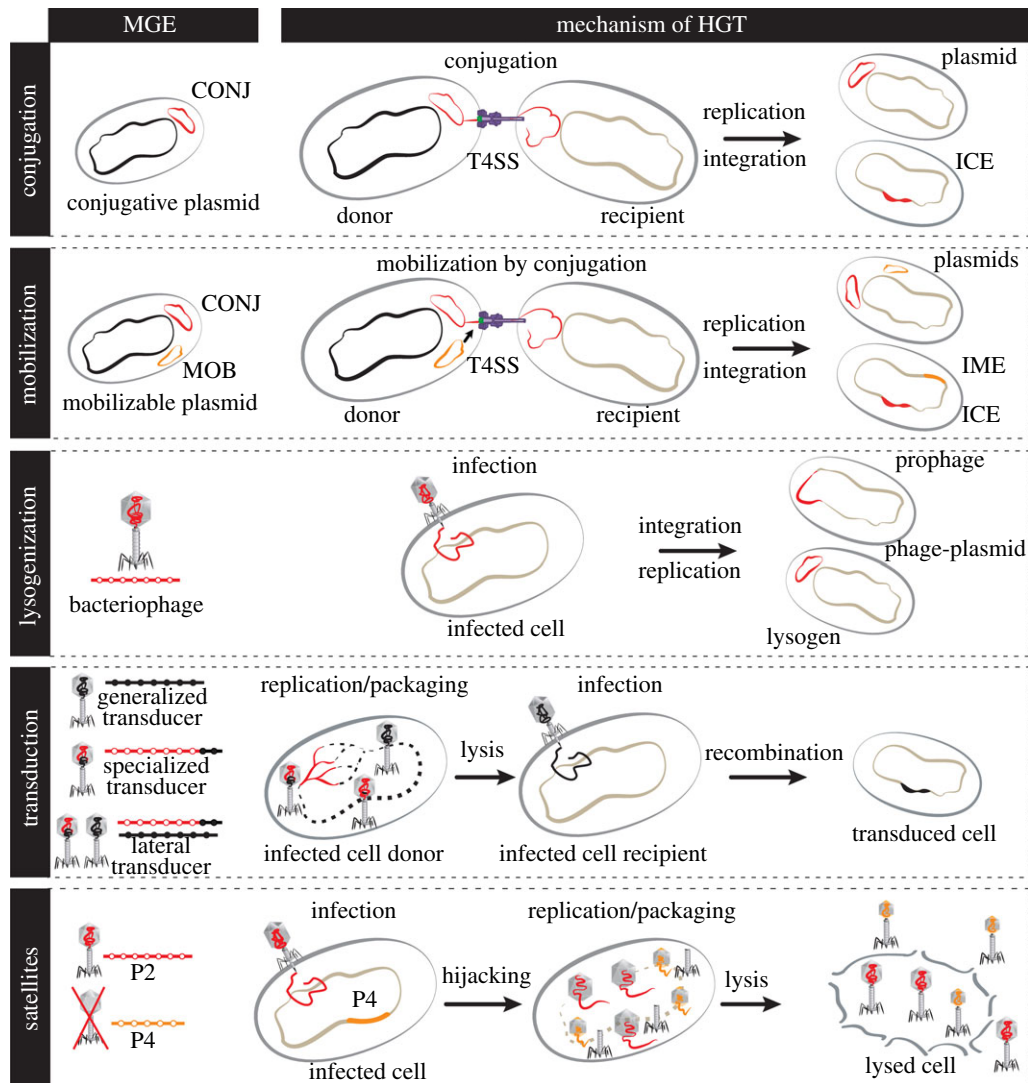 MGE
mechanism of HGT
conjugation
CONJ
conjugative plasmid
conjugation
T4SS
donor
recipient
replication
integration
plasmid
ICE
mobilization
CONJ
MOB
mobilizable plasmid
mobilization by conjugation
T4SS
donor
recipient
replication
integration
plasmids
IME
ICE
lysogenization
bacteriophage
infection
infected cell
integration
replication
prophage
phage-plasmid
lysogen
transduction
generalized
transducer
specialized
transducer
lateral
transducer
replication/packaging
infected cell donor
lysis
infection
infected cell recipient
recombination
transduced cell
satellites
P2
P4
infection
P4
infected cell
hijacking
replication/packaging
lysis
lysed cell